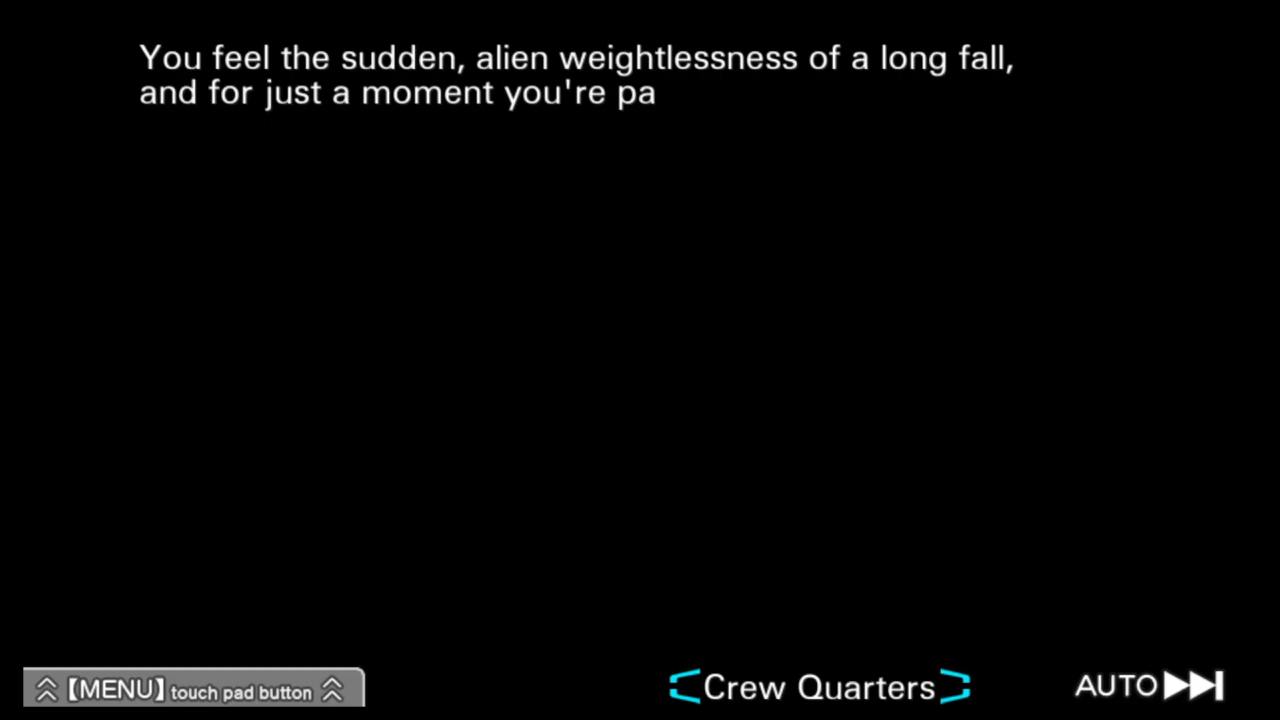 You feel the sudden, alien weightlessness of a long fall,
and for just a moment you're pa
【MENU】 touch pad button
Crew Quarters
AUTO